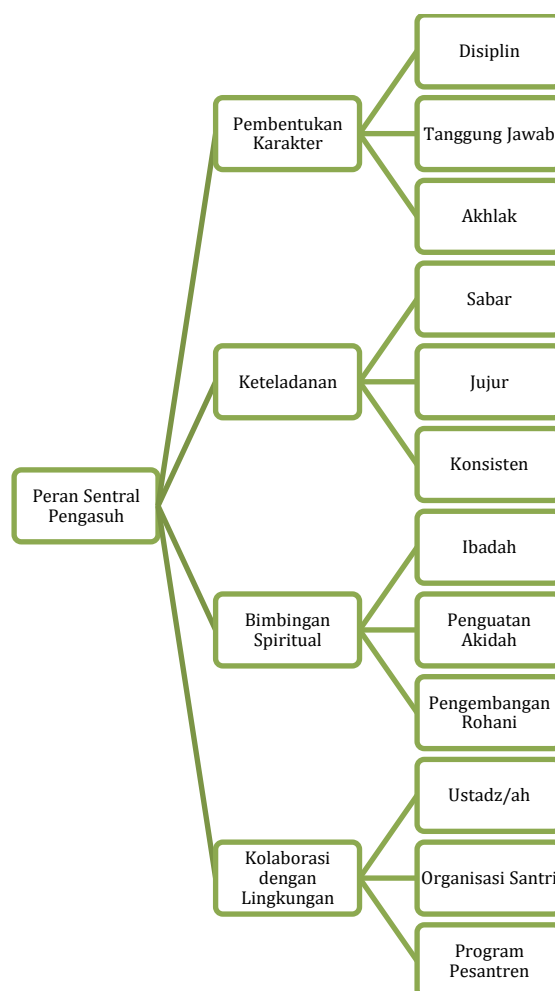 Peran Sentral
Pengasuh
Pembentukan
Karakter
Disiplin
Tanggung Jawab
Akhlak
Keteladanan
Sabar
Jujur
Konsisten
Bimbingan
Spiritual
Ibadah
Penguatan
Akidah
Pengembangan
Rohani
Kolaborasi
dengan
Lingkungan
Ustadz/ah
Organisasi Santri
Program
Pesantren